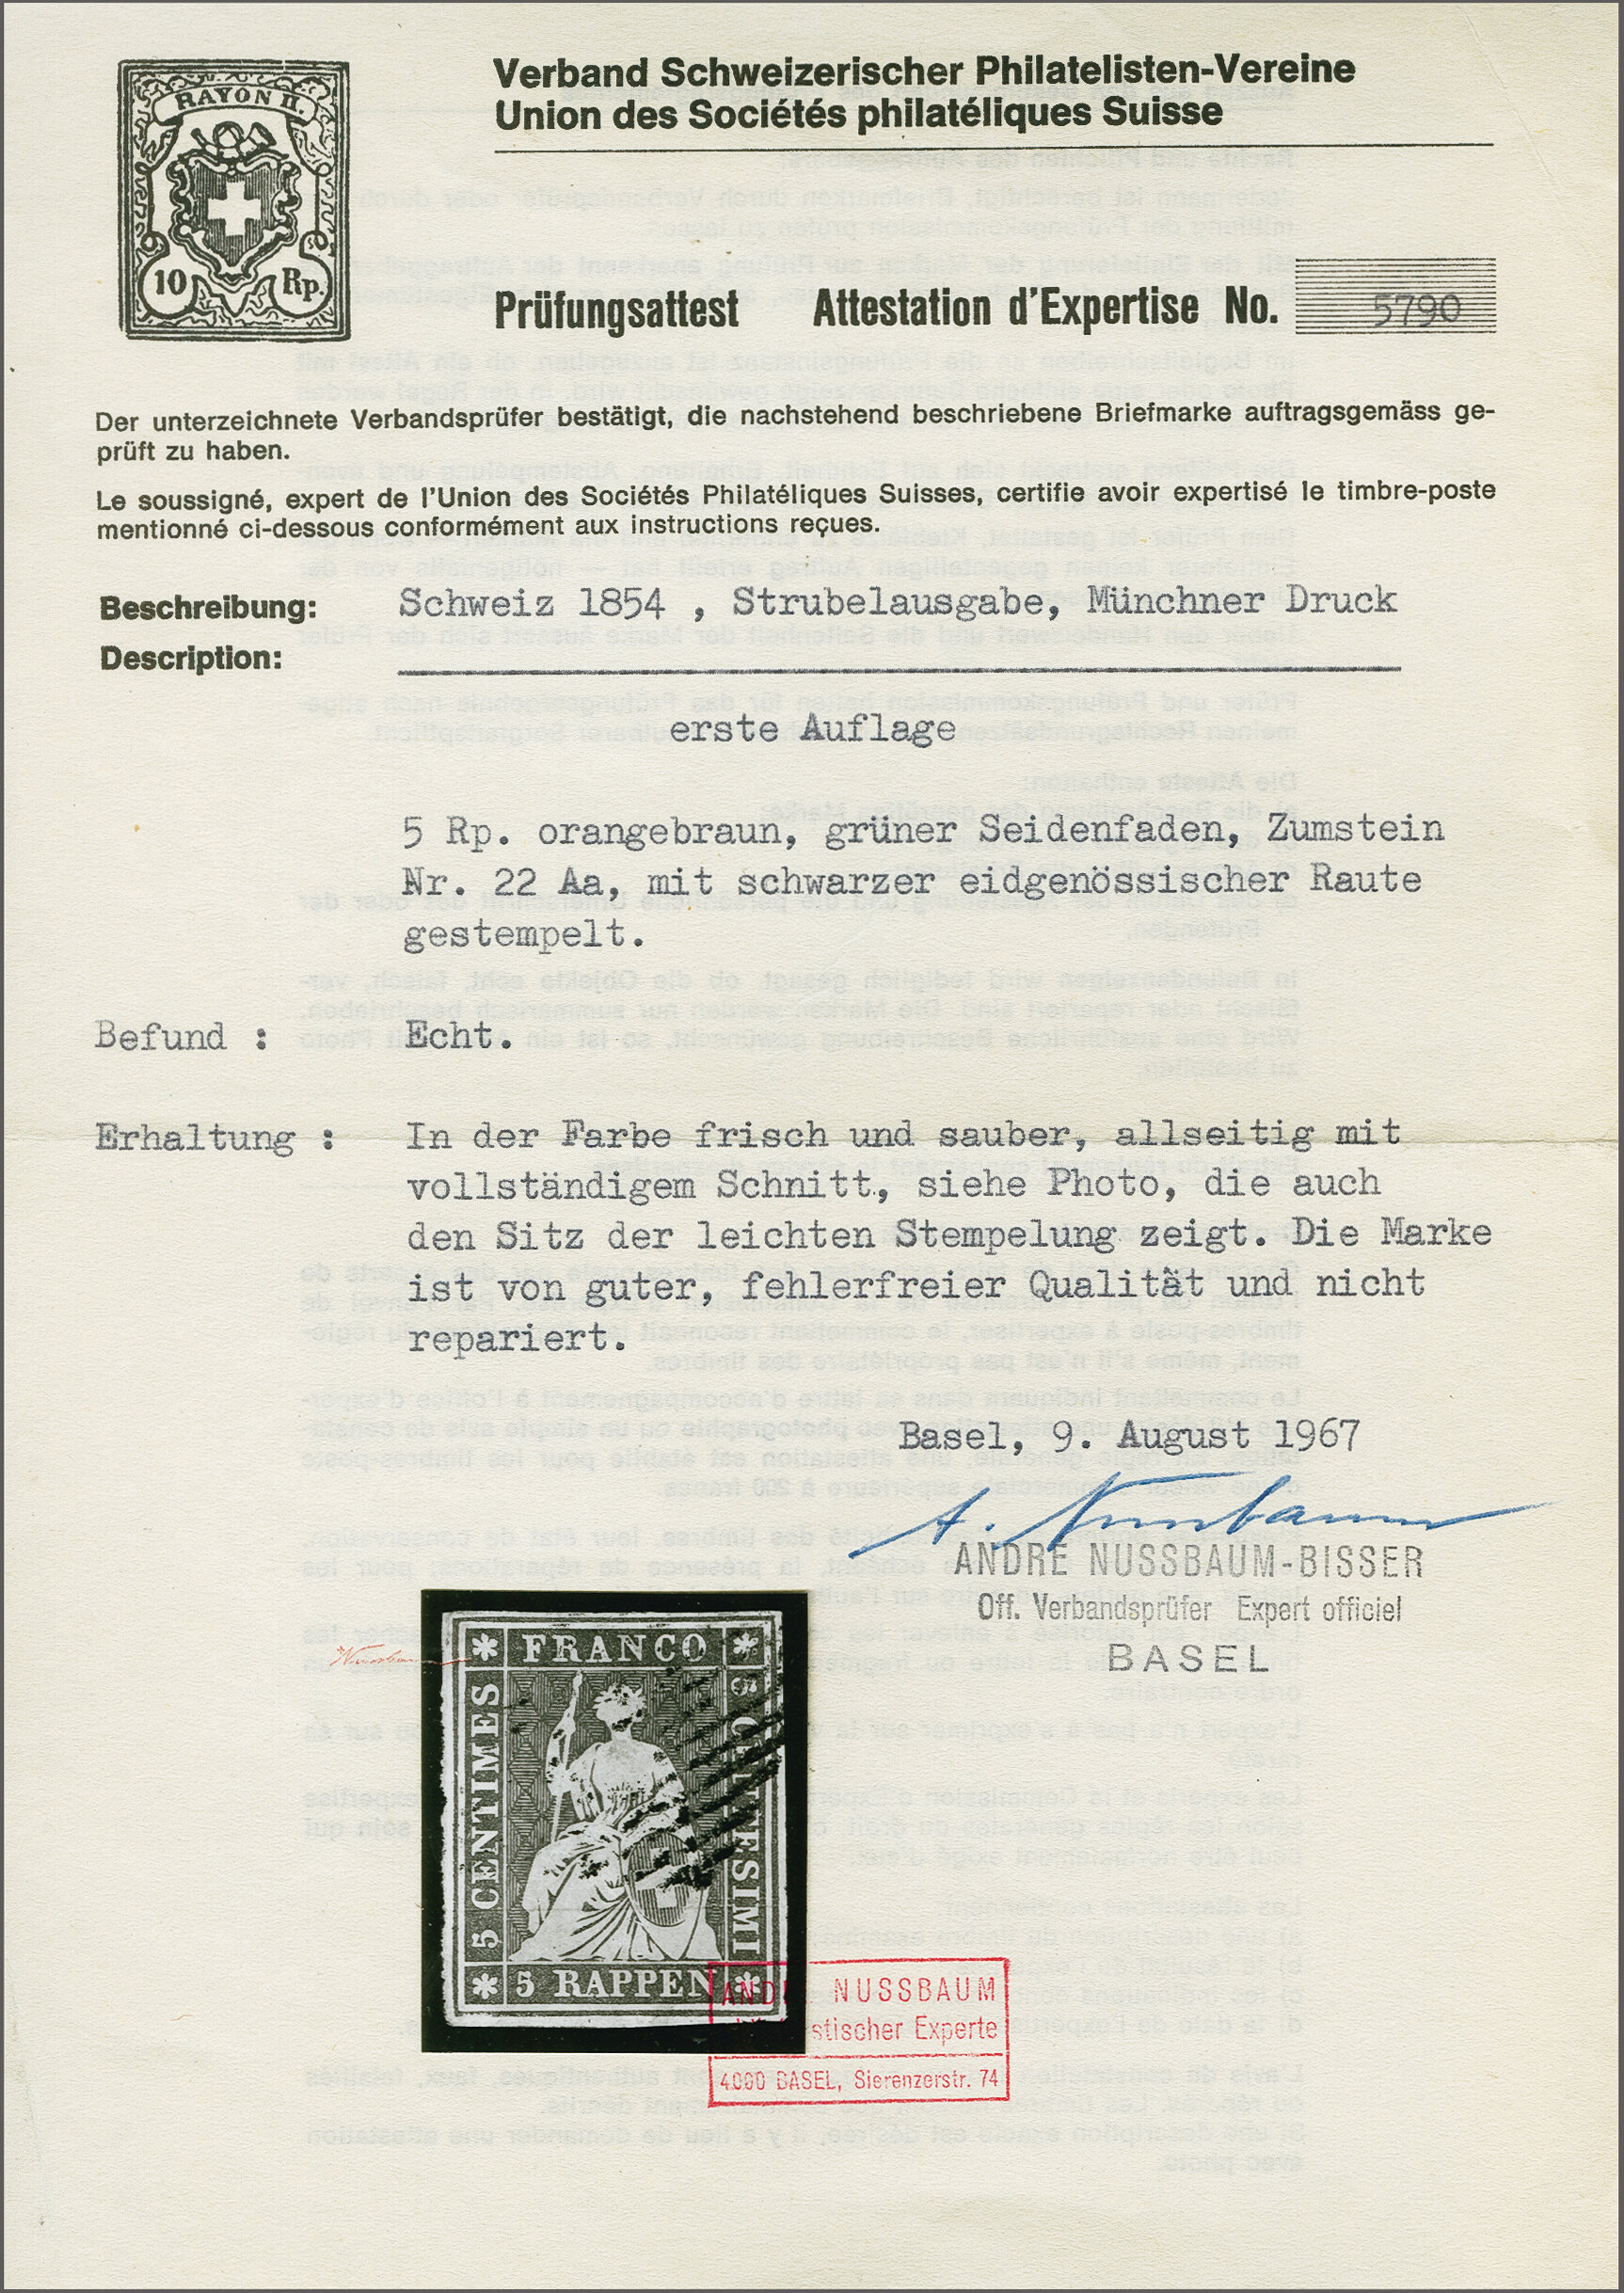 RAYON II.
10 Rp.
Verband Schweizerischer Philatelisten-Vereine
Union des Sociétés philatéliques Suisse
Prüfungsattest Attestation d'Expertise No. 5790
Der unterzeichnete Verbandsprüfer bestätigt, die nachstehend beschriebene Briefmarke auftragsgemäss ge-
prüft zu haben.
Le soussigné, expert de l'Union des Sociétés Philatéliques Suisses, certifie avoir expertisé le timbre-poste
mentionné ci-dessous conformément aux instructions reçues.
Beschreibung: Schweiz 1854 , Strubelausgabe, Münchner Druck
Description:
erste Auflage
5 Rp. orangebraun, grüner Seidenfaden, Zumstein
Nr. 22 Aa, mit schwarzer eidgenössischer Raute
gestempelt.
Befund : Echt.
Erhaltung : In der Farbe frisch und sauber, allseitig mit
vollständigem Schnitt, siehe Photo, die auch
den Sitz der leichten Stempelung zeigt. Die Marke
ist von guter, fehlerfreier Qualität und nicht
repariert.
Basel, 9. August 1967
A. Nussbaum
ANDRE NUSSBAUM-BISSER
Off. Verbandsprüfer Expert officiel
BASEL
Nussbaum
FRANCO
5 CENTIMES
5 CENTESIMI
5 RAPPEN
NUSSBAUM
Experte
4000 BASEL, Sierenzerstr. 74